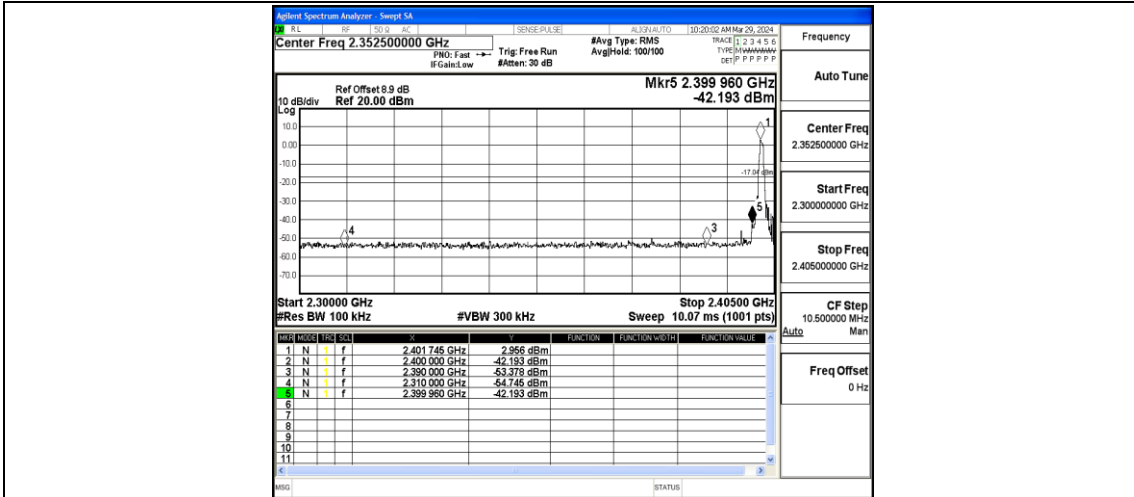 Agilent Spectrum Analyzer - Swept SA
RL RF 50 Ω AC SENSE:PULSE ALIGN AUTO 10:20:02 AM Mar 29, 2024
Center Freq 2.352500000 GHz
PNO: Fast
IFGain:Low
Trig: Free Run
#Atten: 30 dB
#Avg Type: RMS
Avg|Hold: 100/100
TRACE 1 2 3 4 5 6
TYPE M W W W W W
DET P P P P P P
Frequency
Auto Tune
Center Freq
2.352500000 GHz
Start Freq
2.300000000 GHz
Stop Freq
2.405000000 GHz
CF Step
10.500000 MHz
Auto Man
Freq Offset
0 Hz
Mkr5 2.399 960 GHz
-42.193 dBm
Ref Offset 8.9 dB
10 dB/div Ref 20.00 dBm
Log
10.0
0.00
-10.0
-20.0
-30.0
-40.0
-50.0
-60.0
-70.0
1
-17.04 dBm
5
3
4
Start 2.30000 GHz Stop 2.40500 GHz
#Res BW 100 kHz #VBW 300 kHz Sweep 10.07 ms (1001 pts)
MKR MODE TRC SCL X Y FUNCTION FUNCTION WIDTH FUNCTION VALUE
1 N 1 f 2.401 745 GHz 2.956 dBm
2 N 1 f 2.400 000 GHz -42.193 dBm
3 N 1 f 2.390 000 GHz -53.378 dBm
4 N 1 f 2.310 000 GHz -54.745 dBm
5 N 1 f 2.399 960 GHz -42.193 dBm
6
7
8
9
10
11
MSG STATUS